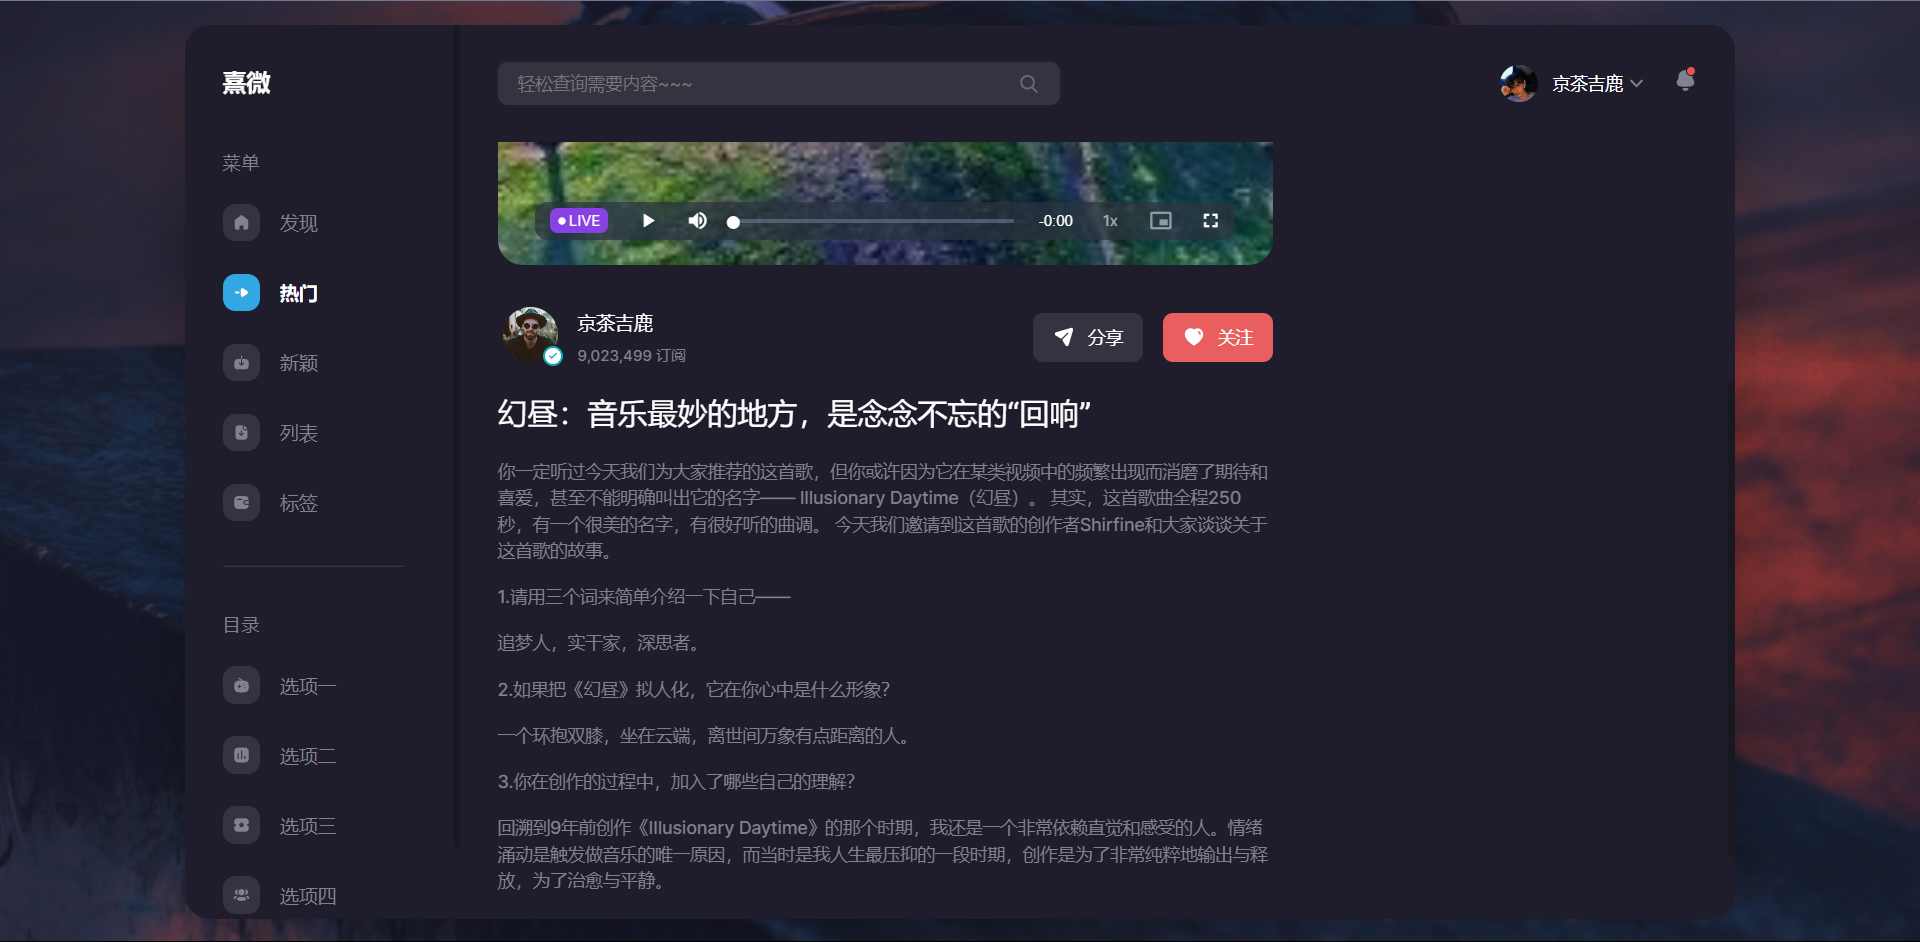 熹微
轻松查询需要内容~~~
京茶吉鹿
菜单
发现
热门
新颖
列表
标签
目录
选项一
选项二
选项三
选项四
LIVE
-0:00
1x
京茶吉鹿
9,023,499 订阅
分享
关注
幻昼：音乐最妙的地方，是念念不忘的“回响”
你一定听过今天我们为大家推荐的这首歌，但你或许因为它在某类视频中的频繁出现而消磨了期待和
喜爱，甚至不能明确叫出它的名字—— Illusionary Daytime（幻昼）。 其实，这首歌曲全程250
秒，有一个很美的名字，有很好听的曲调。 今天我们邀请到这首歌的创作者Shirfine和大家谈谈关于
这首歌的故事。
1.请用三个词来简单介绍一下自己——
追梦人，实干家，深思者。
2.如果把《幻昼》拟人化，它在你心中是什么形象？
一个环抱双膝，坐在云端，离世间万象有点距离的人。
3.你在创作的过程中，加入了哪些自己的理解？
回溯到9年前创作《Illusionary Daytime》的那个时期，我还是一个非常依赖直觉和感受的人。情绪
涌动是触发做音乐的唯一原因，而当时是我人生最压抑的一段时期，创作是为了非常纯粹地输出与释
放，为了治愈与平静。